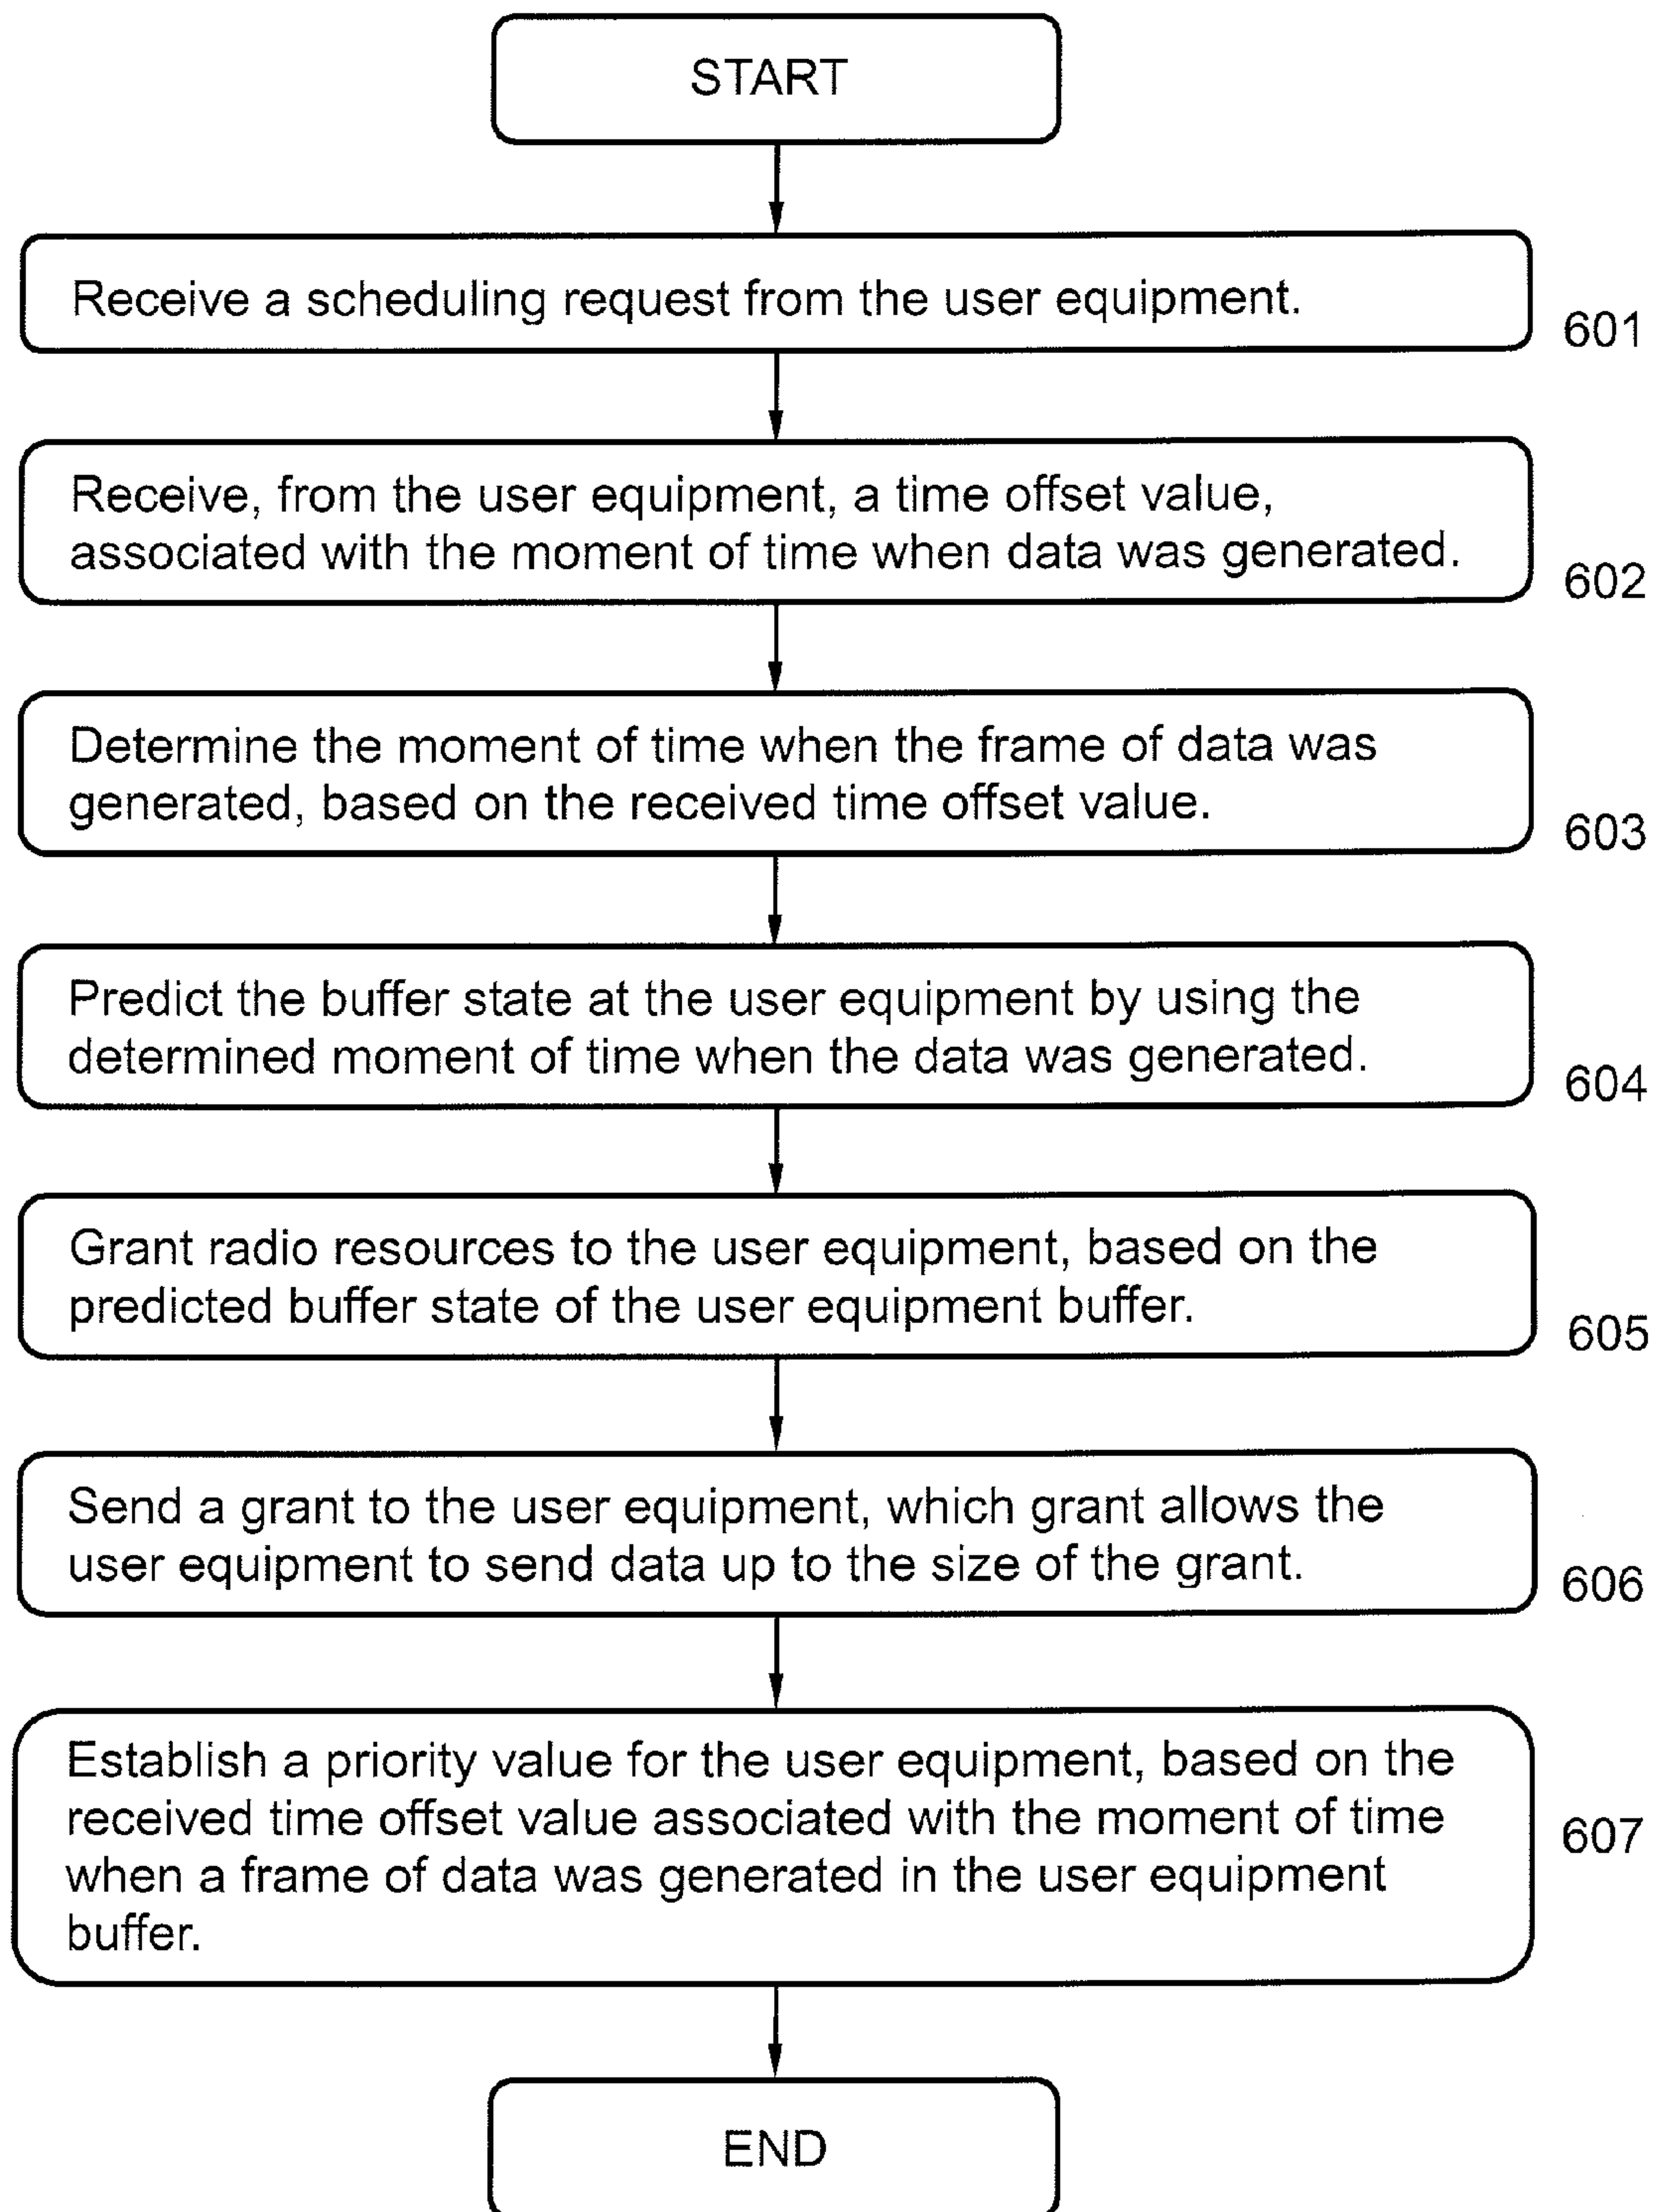 START
Receive a scheduling request from the user equipment.
601
Receive, from the user equipment, a time offset value,
associated with the moment of time when data was generated.
602
Determine the moment of time when the frame of data was
generated, based on the received time offset value.
603
Predict the buffer state at the user equipment by using the
determined moment of time when the data was generated.
604
Grant radio resources to the user equipment, based on the
predicted buffer state of the user equipment buffer.
605
Send a grant to the user equipment, which grant allows the
user equipment to send data up to the size of the grant.
606
Establish a priority value for the user equipment, based on the
received time offset value associated with the moment of time
when a frame of data was generated in the user equipment
buffer.
607
END